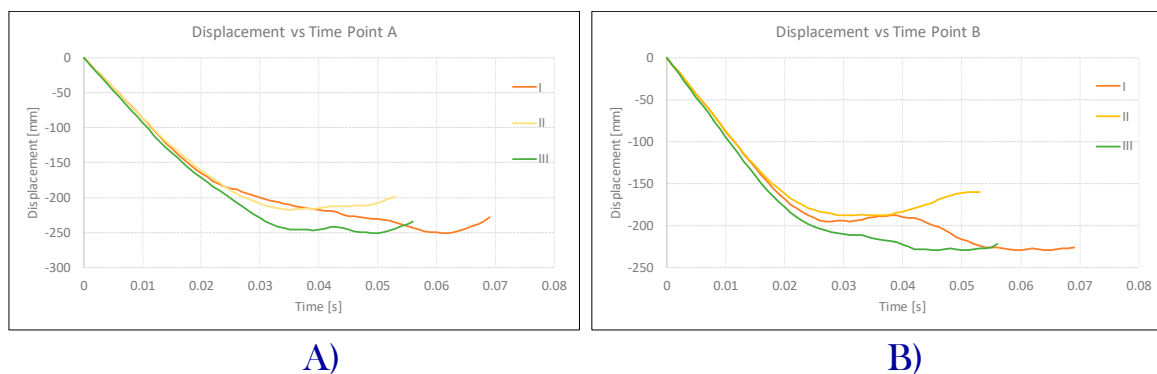 Displacement vs Time Point A
Displacement [mm]
0
-50
-100
-150
-200
-250
-300
0
0.01
0.02
0.03
0.04
0.05
0.06
0.07
0.08
Time [s]
I
II
III
A)
Displacement vs Time Point B
Displacement [mm]
0
-50
-100
-150
-200
-250
0
0.01
0.02
0.03
0.04
0.05
0.06
0.07
0.08
Time [s]
I
II
III
B)